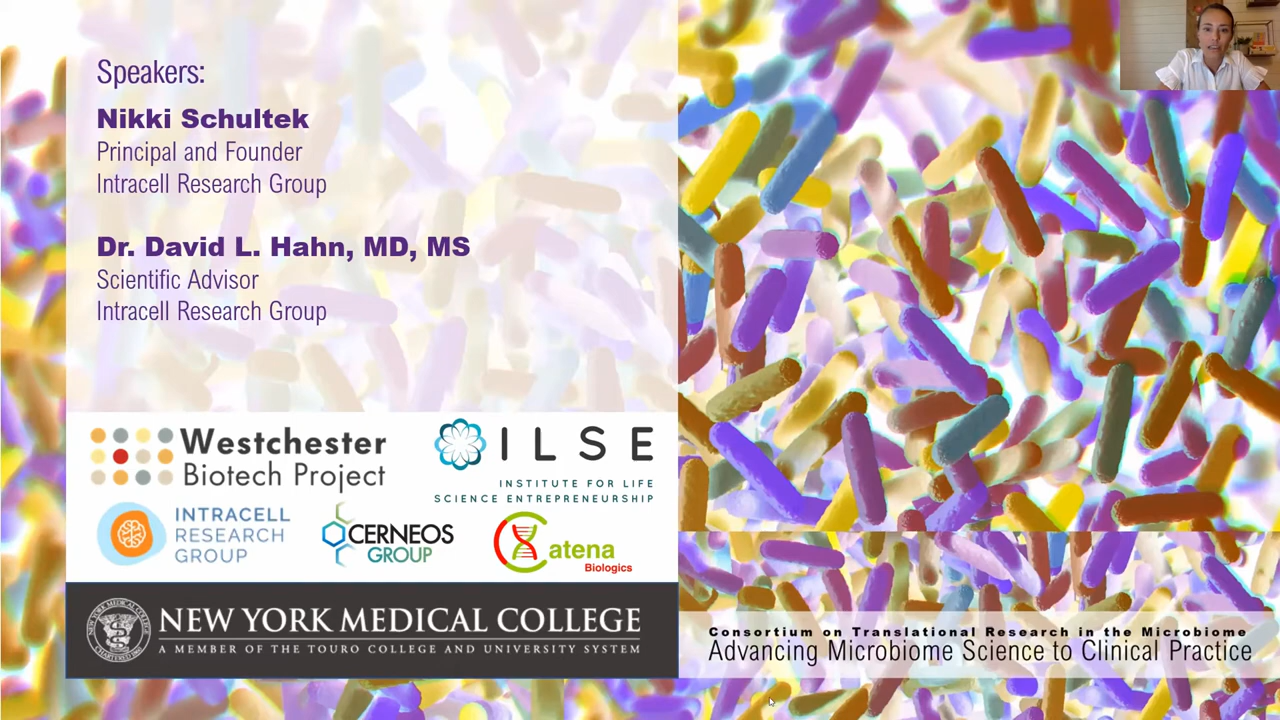 Speakers:
Nikki Schultek
Principal and Founder
Intracell Research Group
Dr. David L. Hahn, MD, MS
Scientific Advisor
Intracell Research Group
Westchester
Biotech Project
ILSE
INSTITUTE FOR LIFE
SCIENCE ENTREPRENEURSHIP
INTRACELL
RESEARCH
GROUP
CERNEOS
GROUP
Catena
Biologics
NEW YORK MEDICAL COLLEGE
A MEMBER OF THE TOURO COLLEGE AND UNIVERSITY SYSTEM
Consortium on Translational Research in the Microbiome
Advancing Microbiome Science to Clinical Practice